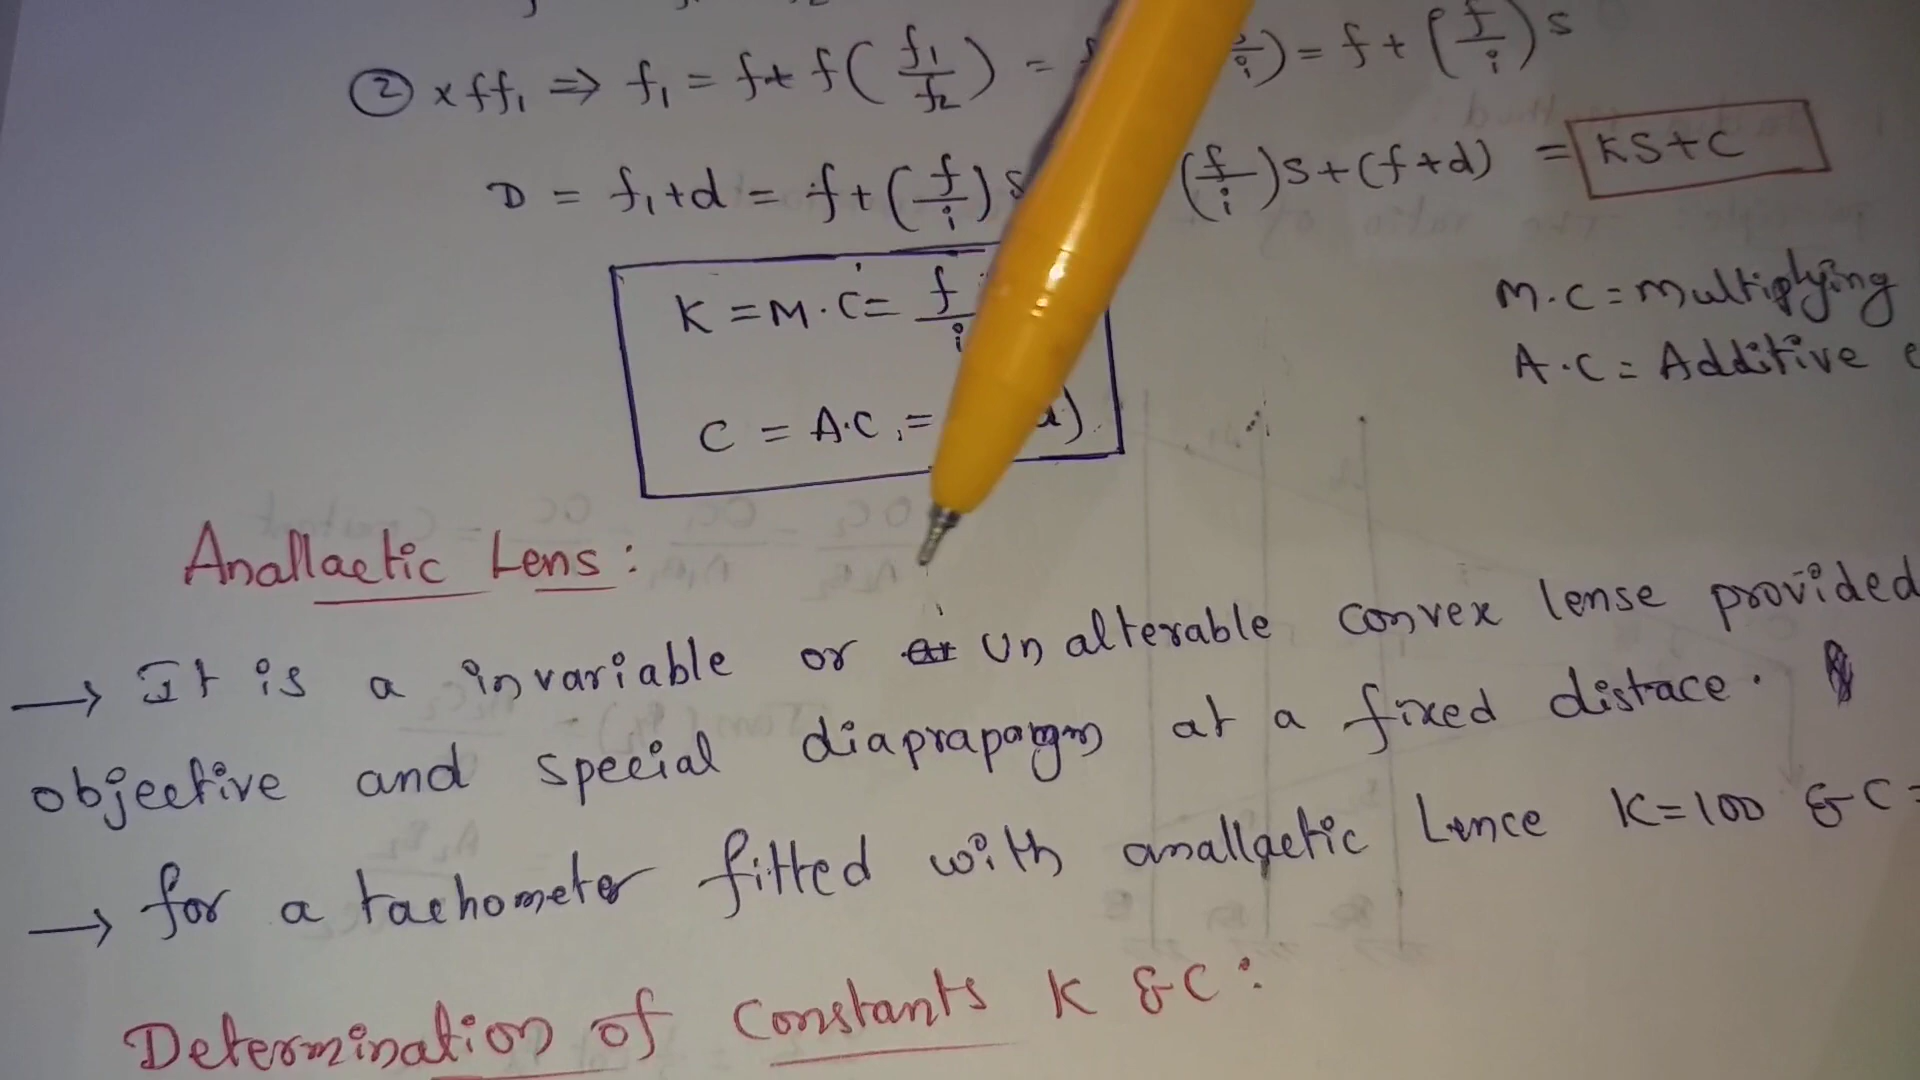 ② x ff₁ ⇒ f₁ = f + f(f₁/f₂) = = f + (f/i)s
D = f₁+d = f + (f/i)s (f/i)s+(f+d) = KS+C
K = M.C = f/i
M.C = multiplying
A.C = Additive
C = A.C, = d)
Anallactic Lens:
→ It is a invariable or un alterable convex lense provided
objective and special diaprapagm at a fixed distace.
→ for a tachometer fitted with anallactic Lence K=100 & C=
Determination of Constants K & C: